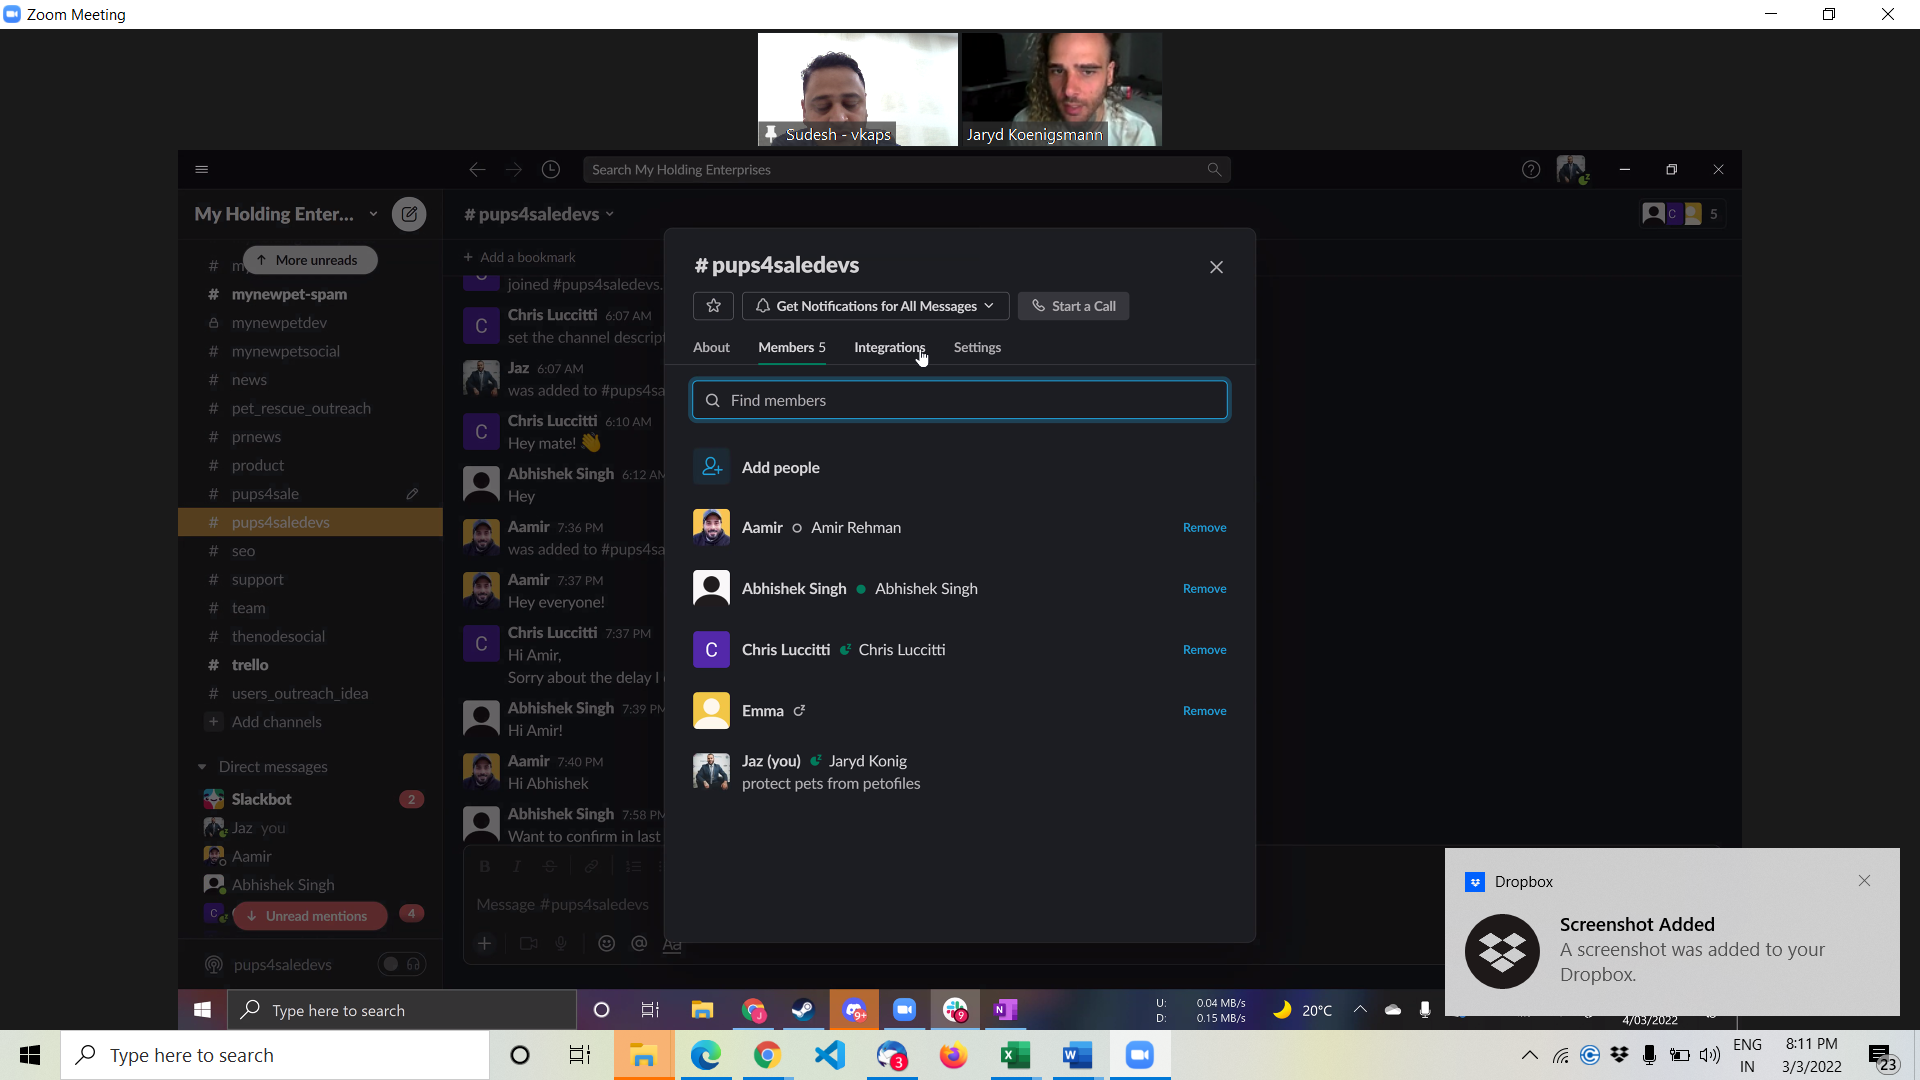 Zoom Meeting
Sudesh - vkaps
Jaryd Koenigsmann
Search My Holding Enterprises
My Holding Enter...
# pups4saledevs
C
5
More unreads
# mynewpet-spam
mynewpetdev
# mynewpetsocial
# news
# pet_rescue_outreach
# prnews
# product
# pups4sale
# pups4saledevs
# seo
# support
# team
# thenodesocial
# trello
# users_outreach_idea
+ Add channels
Direct messages
Slackbot 2
Jaz you
Aamir
Abhishek Singh
C
Unread mentions 4
pups4saledevs
+ Add a bookmark
joined #pups4saledevs.
C Chris Luccitti 6:07 AM
set the channel descript
Jaz 6:07 AM
was added to #pups4sa
C Chris Luccitti 6:10 AM
Hey mate!
Abhishek Singh 6:12 AM
Hey
Aamir 7:36 PM
was added to #pups4sa
Aamir 7:37 PM
Hey everyone!
C Chris Luccitti 7:37 PM
Hi Amir,
Sorry about the delay I
Abhishek Singh 7:39 PM
Hi Amir!
Aamir 7:40 PM
Hi Abhishek
Abhishek Singh 7:58 PM
Want to confirm in last
B I S
Message #pups4saledevs
+ @ Aa
# pups4saledevs
Get Notifications for All Messages
Start a Call
About Members 5 Integrations Settings
Find members
Add people
Aamir Amir Rehman Remove
Abhishek Singh Abhishek Singh Remove
C Chris Luccitti Chris Luccitti Remove
Emma Remove
Jaz (you) Jaryd Konig
protect pets from petofiles
Dropbox
Screenshot Added
A screenshot was added to your
Dropbox.
Type here to search
J
9+
9
N
U: 0.04 MB/s
D: 0.15 MB/s
20°C
4/03/2022
Type here to search
3
X
W
ENG
IN
8:11 PM
3/3/2022
23